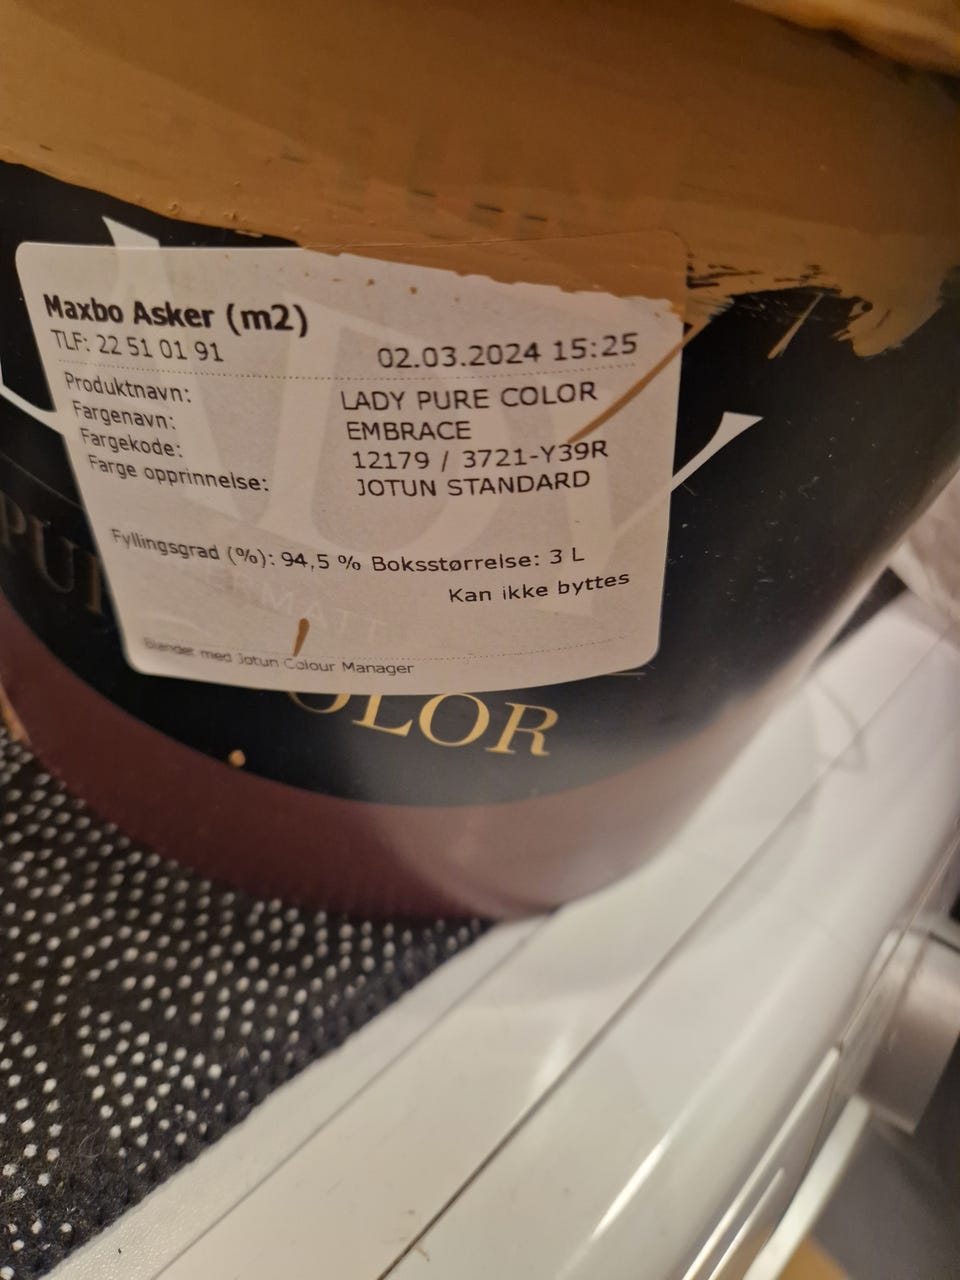 Maxbo Asker (m2)
TLF: 22 51 01 91
02.03.2024 15:25
Produktnavn: LADY PURE COLOR
Fargenavn: EMBRACE
Fargekode: 12179 / 3721-Y39R
Farge opprinnelse: JOTUN STANDARD
Fyllingsgrad (%): 94,5 % Boksstørrelse: 3 L
Kan ikke byttes
MATT
Blandet med Jotun Colour Manager
PUR
OLOR